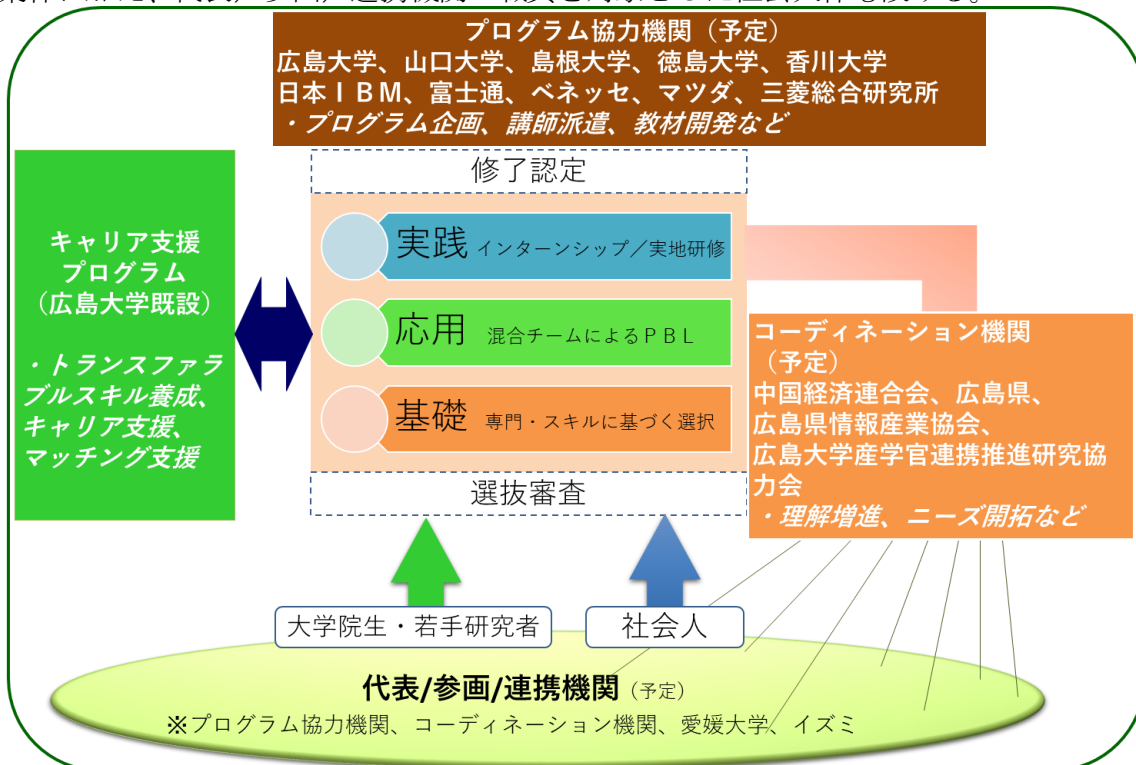 プログラム協力機関（予定）
広島大学、山口大学、島根大学、徳島大学、香川大学
日本ＩＢＭ、富士通、ベネッセ、マツダ、三菱総合研究所
・プログラム企画、講師派遣、教材開発など
修了認定
キャリア支援
プログラム
（広島大学既設）
・トランスファラ
ブルスキル養成、
キャリア支援、
マッチング支援
実践 インターンシップ／実地研修
応用 混合チームによるＰＢＬ
基礎 専門・スキルに基づく選択
選抜審査
コーディネーション機関
（予定）
中国経済連合会、広島県、
広島県情報産業協会、
広島大学産学官連携推進研究協
力会
・理解増進、ニーズ開拓など
大学院生・若手研究者
社会人
代表/参画/連携機関（予定）
※プログラム協力機関、コーディネーション機関、愛媛大学、イズミ